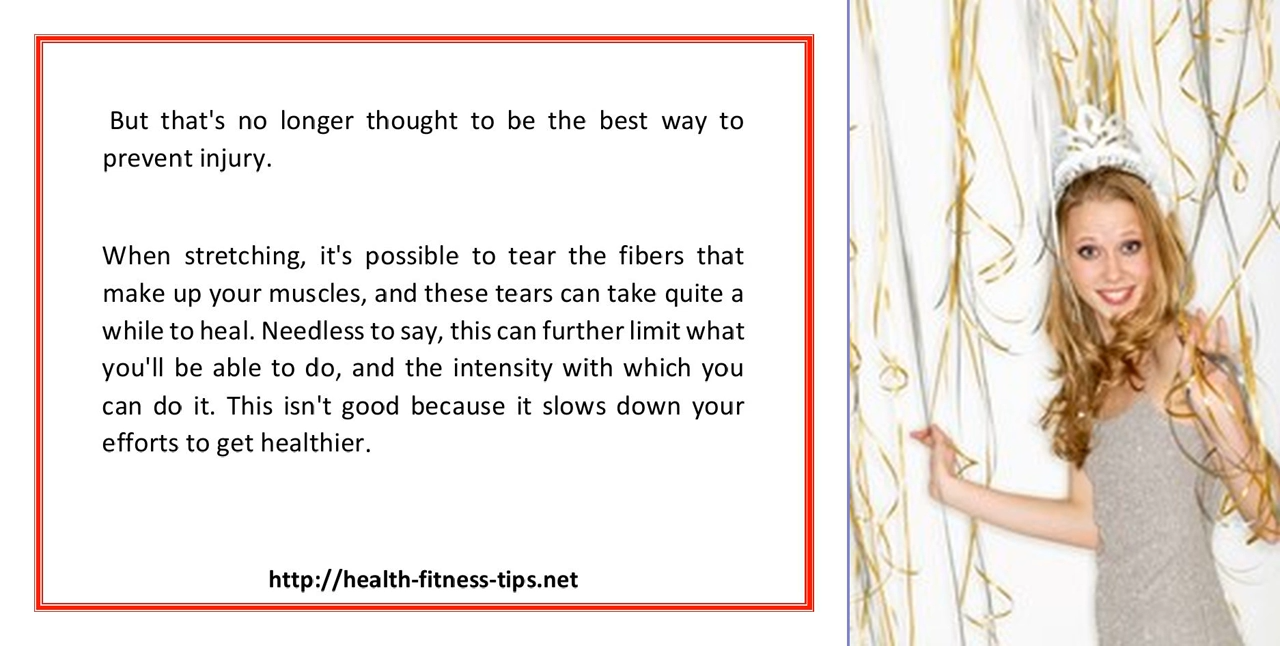 But that's no longer thought to be the best way to
prevent injury.
When stretching, it's possible to tear the fibers that
make up your muscles, and these tears can take quite a
while to heal. Needless to say, this can further limit what
you'll be able to do, and the intensity with which you
can do it. This isn't good because it slows down your
efforts to get healthier.
http://health-fitness-tips.net